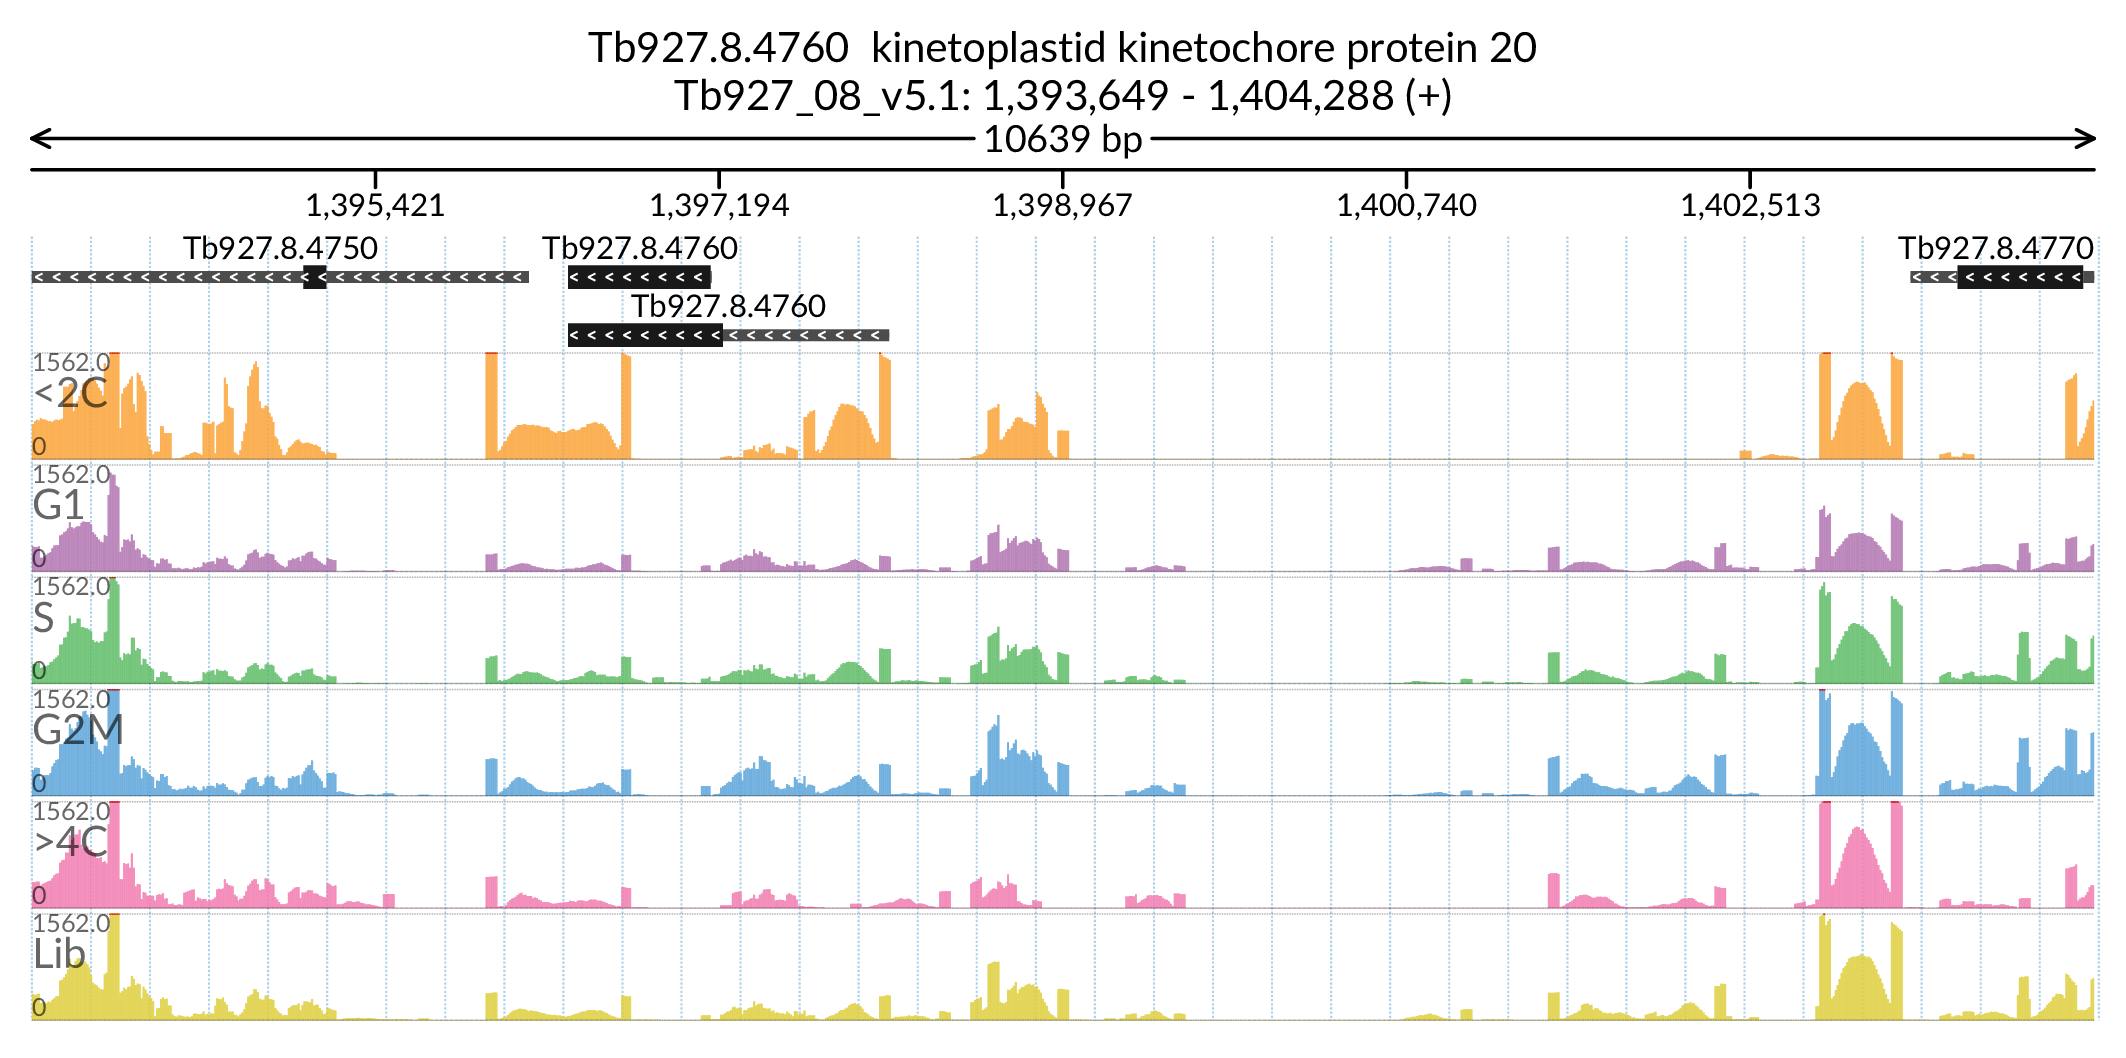 Tb927.8.4760  kinetoplastid kinetochore protein 20
Tb927_08_v5.1: 1,393,649 - 1,404,288 (+)
10639 bp
1,395,421 1,397,194 1,398,967 1,400,740 1,402,513
Tb927.8.4750 Tb927.8.4760 Tb927.8.4770
Tb927.8.4760
1562.0
<2C
0
1562.0
G1
0
1562.0
S
0
1562.0
G2M
0
1562.0
>4C
0
1562.0
Lib
0